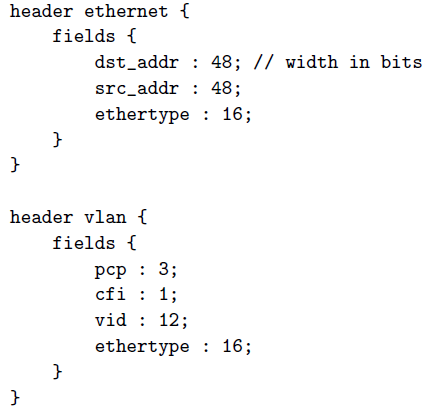 header ethernet {
    fields {
        dst_addr : 48; // width in bits
        src_addr : 48;
        ethertype : 16;
    }
}

header vlan {
    fields {
        pcp : 3;
        cfi : 1;
        vid : 12;
        ethertype : 16;
    }
}